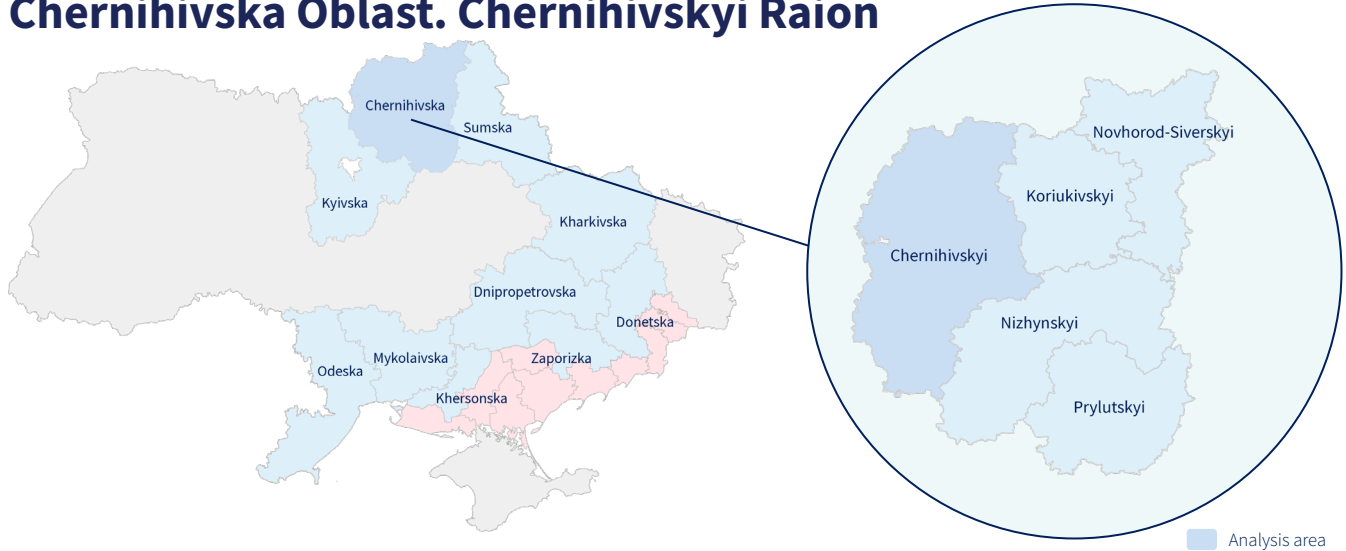 Chernihivska Oblast. Chernihivskyi Raion
Chernihivska
Sumska
Kyivska
Kharkivska
Dnipropetrovska
Donetska
Mykolaivska
Zaporizka
Odeska
Khersonska
Novhorod-Siverskyi
Koriukivskyi
Chernihivskyi
Nizhynskyi
Prylutskyi
Analysis area